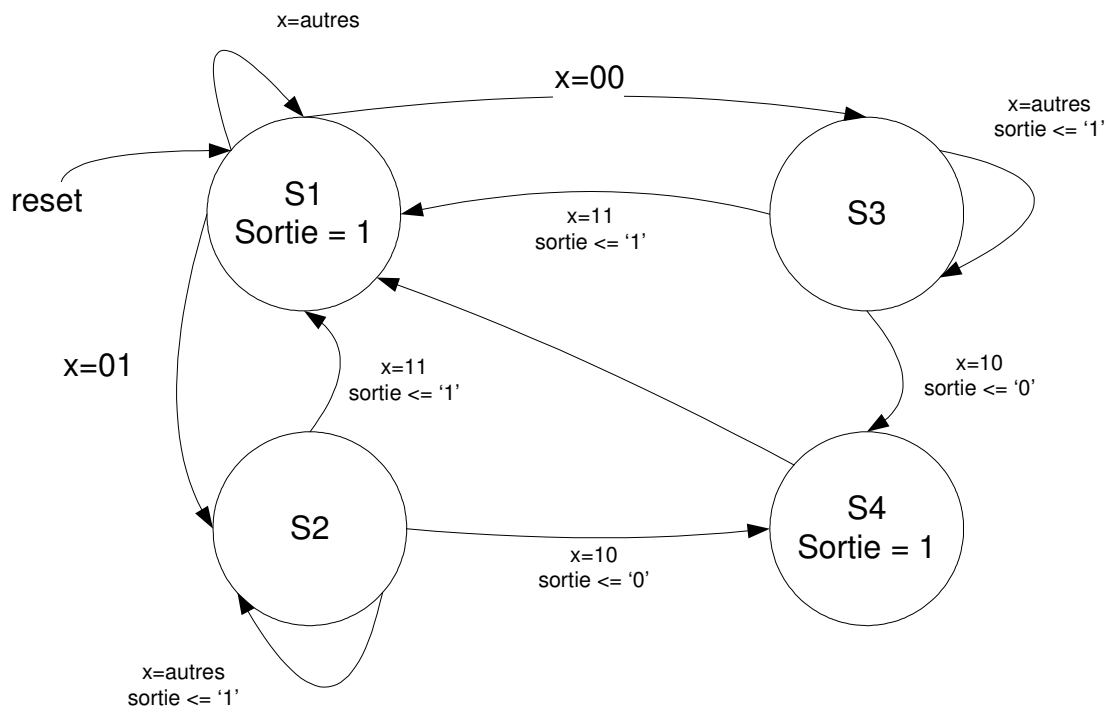 x=autres
x=00
x=autres
sortie <= ‘1’
reset
S1
Sortie = 1
x=11
sortie <= ‘1’
S3
x=01
x=11
sortie <= ‘1’
x=10
sortie <= ‘0’
S2
x=10
sortie <= ‘0’
S4
Sortie = 1
x=autres
sortie <= ‘1’